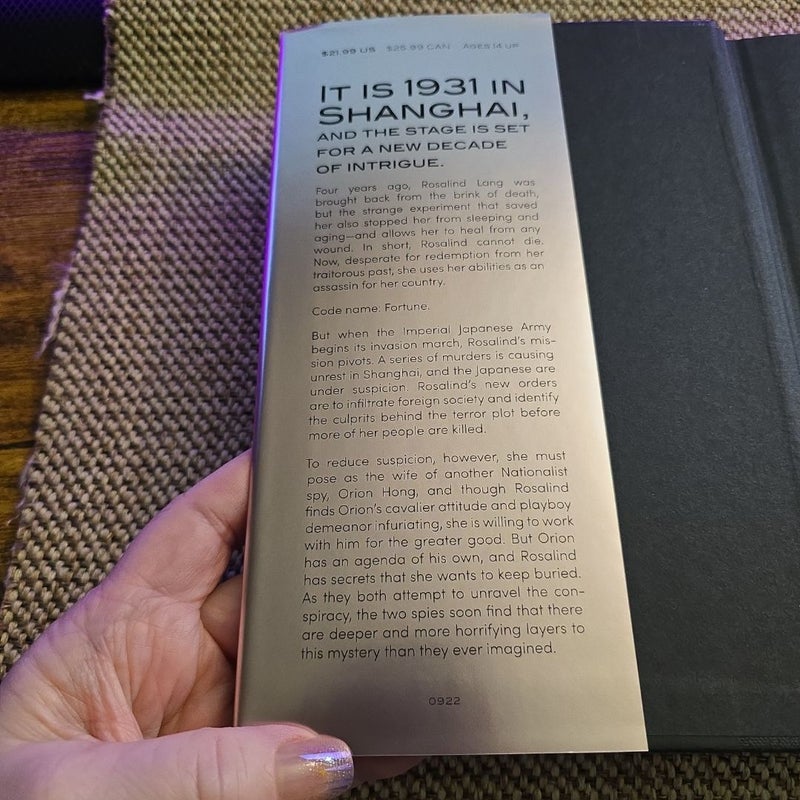 $21.99 US $28.99 CAN AGES 14 UP
IT IS 1931 IN
SHANGHAI,
AND THE STAGE IS SET
FOR A NEW DECADE
OF INTRIGUE.
Four years ago, Rosalind Lang was
brought back from the brink of death,
but the strange experiment that saved
her also stopped her from sleeping and
aging—and allows her to heal from any
wound. In short, Rosalind cannot die.
Now, desperate for redemption from her
traitorous past, she uses her abilities as an
assassin for her country.
Code name: Fortune.
But when the Imperial Japanese Army
begins its invasion march, Rosalind's mis-
sion pivots. A series of murders is causing
unrest in Shanghai, and the Japanese are
under suspicion. Rosalind's new orders
are to infiltrate foreign society and identify
the culprits behind the terror plot before
more of her people are killed.
To reduce suspicion, however, she must
pose as the wife of another Nationalist
spy, Orion Hong, and though Rosalind
finds Orion's cavalier attitude and playboy
demeanor infuriating, she is willing to work
with him for the greater good. But Orion
has an agenda of his own, and Rosalind
has secrets that she wants to keep buried.
As they both attempt to unravel the con-
spiracy, the two spies soon find that there
are deeper and more horrifying layers to
this mystery than they ever imagined.
0922